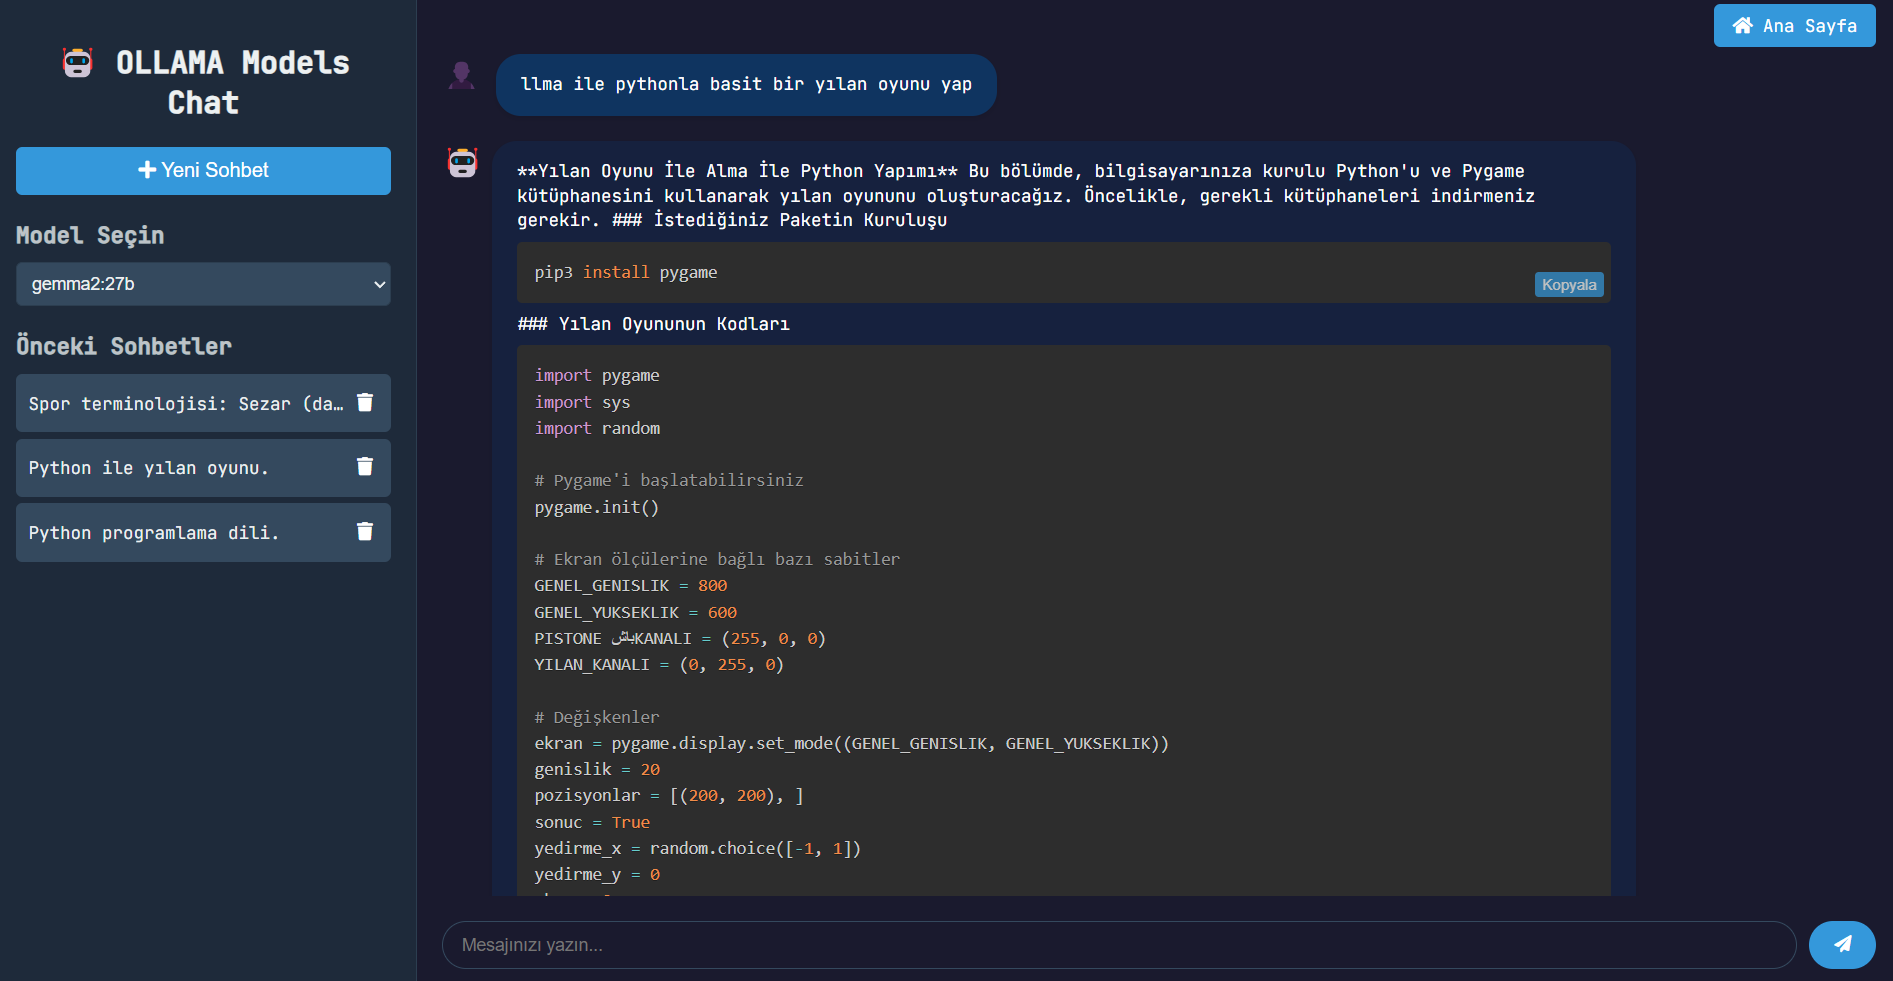 OLLAMA Models
Chat
Yeni Sohbet
Model Seçin
gemma2:27b
Önceki Sohbetler
Spor terminolojisi: Sezar (da…
Python ile yılan oyunu.
Python programlama dili.
Ana Sayfa
llma ile pythonla basit bir yılan oyunu yap
**Yılan Oyunu İle Alma İle Python Yapımı** Bu bölümde, bilgisayarınıza kurulu Python'u ve Pygame
kütüphanesini kullanarak yılan oyununu oluşturacağız. Öncelikle, gerekli kütüphaneleri indirmeniz
gerekir. ### İstediğiniz Paketin Kuruluşu
pip3 install pygame
Kopyala
### Yılan Oyununun Kodları
import pygame
import sys
import random
# Pygame'i başlatabilirsiniz
pygame.init()
# Ekran ölçülerine bağlı bazı sabitler
GENEL_GENISLIK = 800
GENEL_YUKSEKLIK = 600
PISTONE باشKANALI = (255, 0, 0)
YILAN_KANALI = (0, 255, 0)
# Değişkenler
ekran = pygame.display.set_mode((GENEL_GENISLIK, GENEL_YUKSEKLIK))
genislik = 20
pozisyonlar = [(200, 200), ]
sonuc = True
yedirme_x = random.choice([-1, 1])
yedirme_y = 0
Mesajınızı yazın...